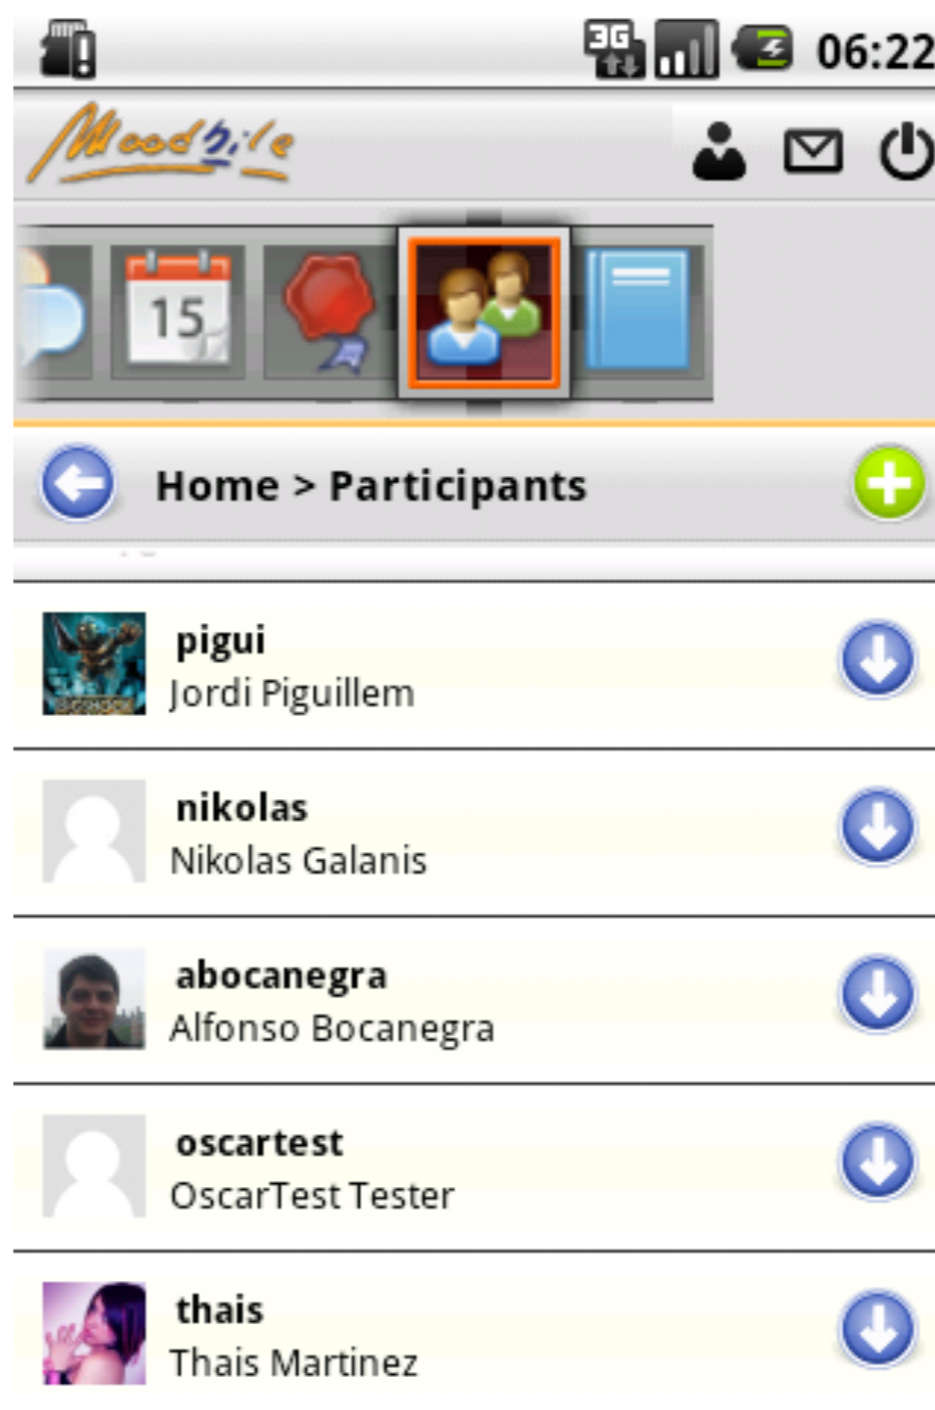 3G 06:22
Moodbile
15
Home > Participants
pigui
Jordi Piguillem
nikolas
Nikolas Galanis
abocanegra
Alfonso Bocanegra
oscartest
OscarTest Tester
thais
Thais Martinez